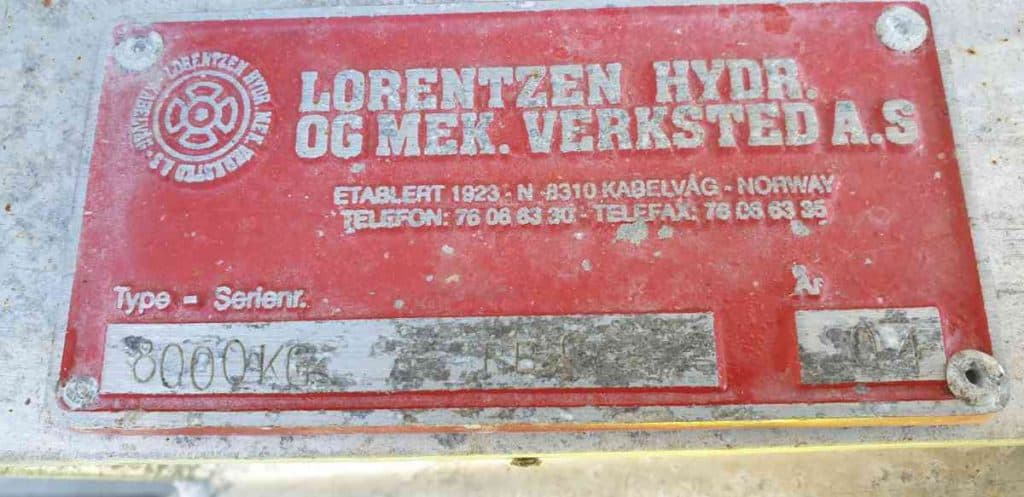 LORENTZEN HYDR.
OG MEK. VERKSTED A.S
ETABLERT 1923 - N -8310 KABELVÅG - NORWAY
TELEFON: 76 06 63 30 - TELEFAX: 76 06 63 35
Type - Serienr.
År
8000KG